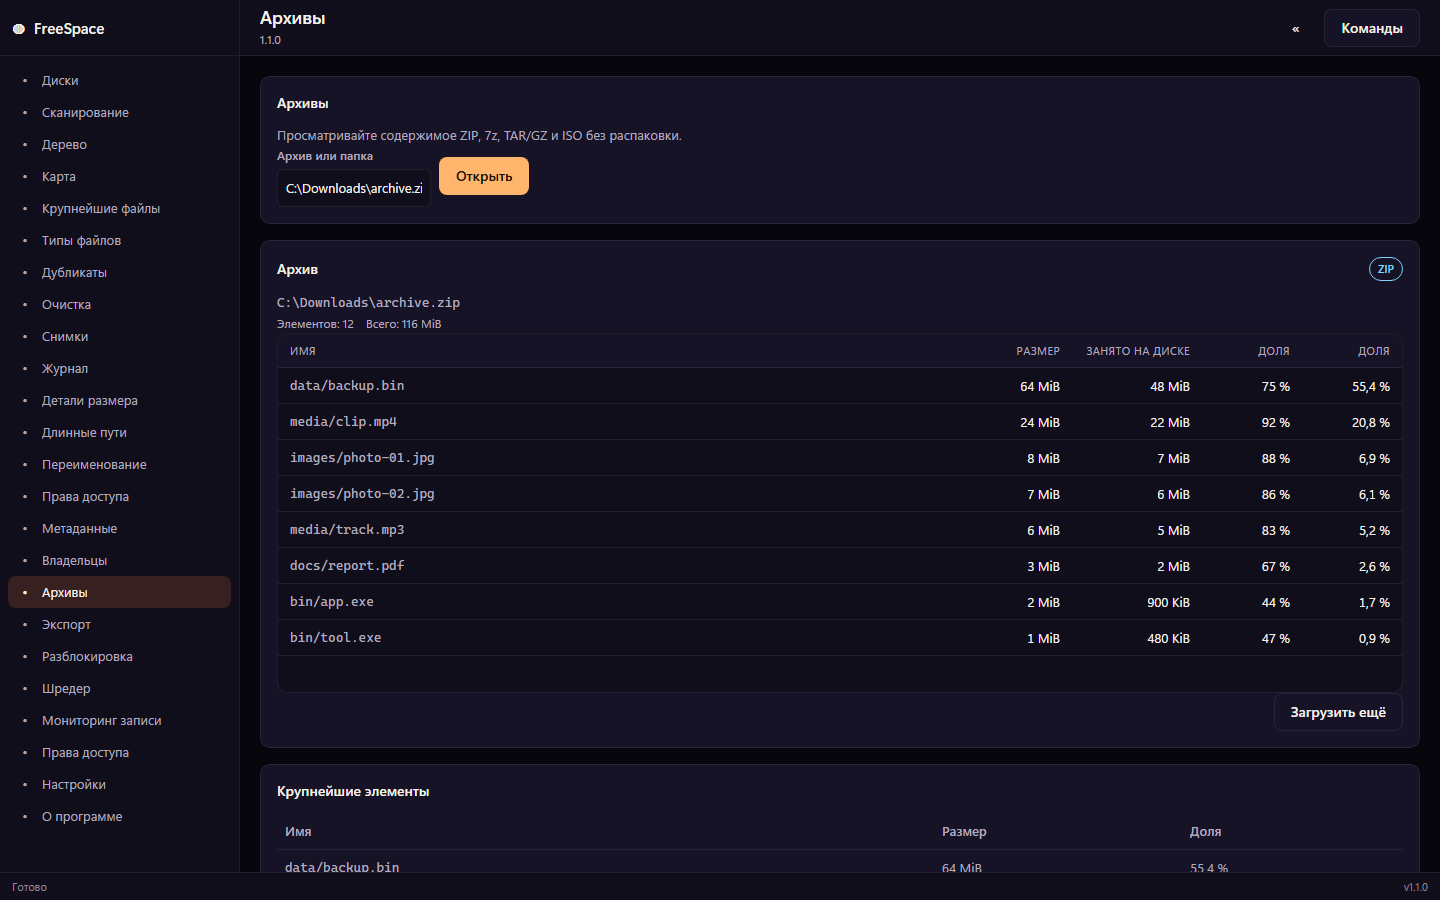 FreeSpace
Архивы
1.1.0
«
Команды
Диски
Сканирование
Дерево
Карта
Крупнейшие файлы
Типы файлов
Дубликаты
Очистка
Снимки
Журнал
Детали размера
Длинные пути
Переименование
Права доступа
Метаданные
Владельцы
Архивы
Экспорт
Разблокировка
Шредер
Мониторинг записи
Права доступа
Настройки
О программе
Архивы
Просматривайте содержимое ZIP, 7z, TAR/GZ и ISO без распаковки.
Архив или папка
C:\Downloads\archive.zi
Открыть
Архив
ZIP
C:\Downloads\archive.zip
Элементов: 12 Всего: 116 MiB
ИМЯ РАЗМЕР ЗАНЯТО НА ДИСКЕ ДОЛЯ ДОЛЯ
data/backup.bin 64 MiB 48 MiB 75 % 55,4 %
media/clip.mp4 24 MiB 22 MiB 92 % 20,8 %
images/photo-01.jpg 8 MiB 7 MiB 88 % 6,9 %
images/photo-02.jpg 7 MiB 6 MiB 86 % 6,1 %
media/track.mp3 6 MiB 5 MiB 83 % 5,2 %
docs/report.pdf 3 MiB 2 MiB 67 % 2,6 %
bin/app.exe 2 MiB 900 KiB 44 % 1,7 %
bin/tool.exe 1 MiB 480 KiB 47 % 0,9 %
Загрузить ещё
Крупнейшие элементы
Имя Размер Доля
data/backup.bin 64 MiB 55,4 %
Готово
v1.1.0